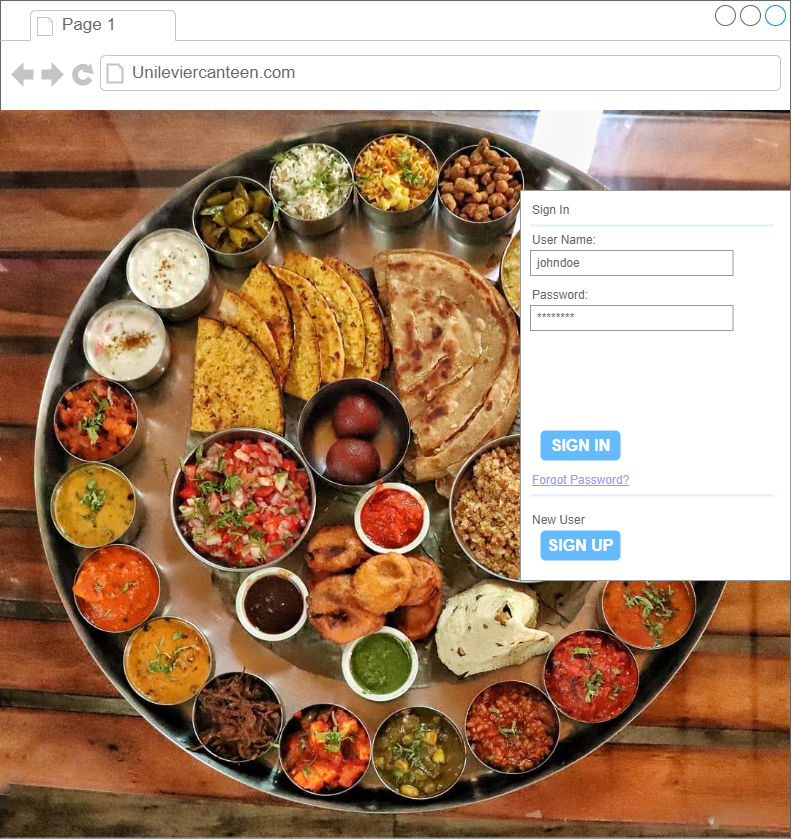 Page 1
Unileviercanteen.com
Sign In
User Name:
johndoe
Password:
********
SIGN IN
Forgot Password?
New User
SIGN UP